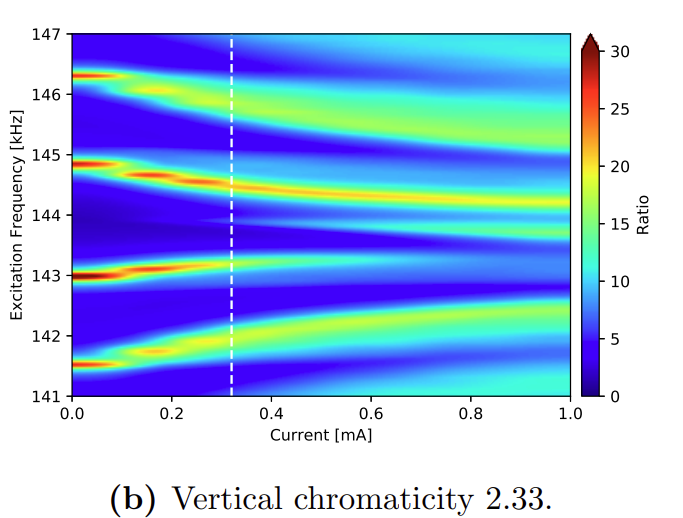 147
146
145
144
143
142
141
Excitation Frequency [kHz]
0.0 0.2 0.4 0.6 0.8 1.0
Current [mA]
30
25
20
15
10
5
0
Ratio
(b) Vertical chromaticity 2.33.